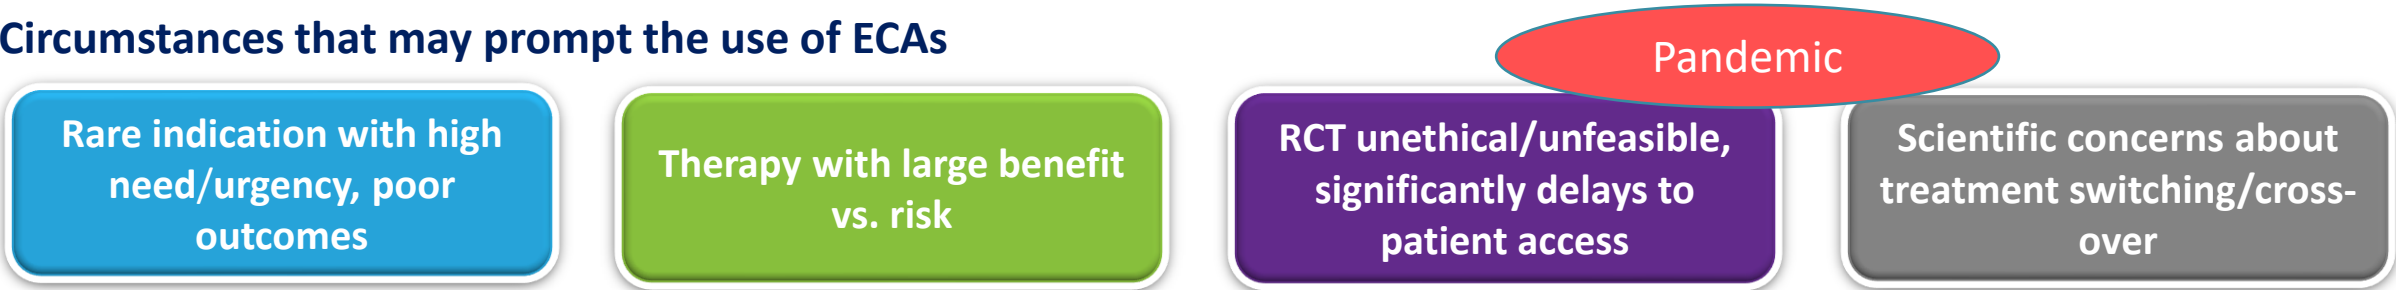 Circumstances that may prompt the use of ECAs
Pandemic
Rare indication with high
need/urgency, poor
outcomes
Therapy with large benefit
vs. risk
RCT unethical/unfeasible,
significantly delays to
patient access
Scientific concerns about
treatment switching/cross-
over